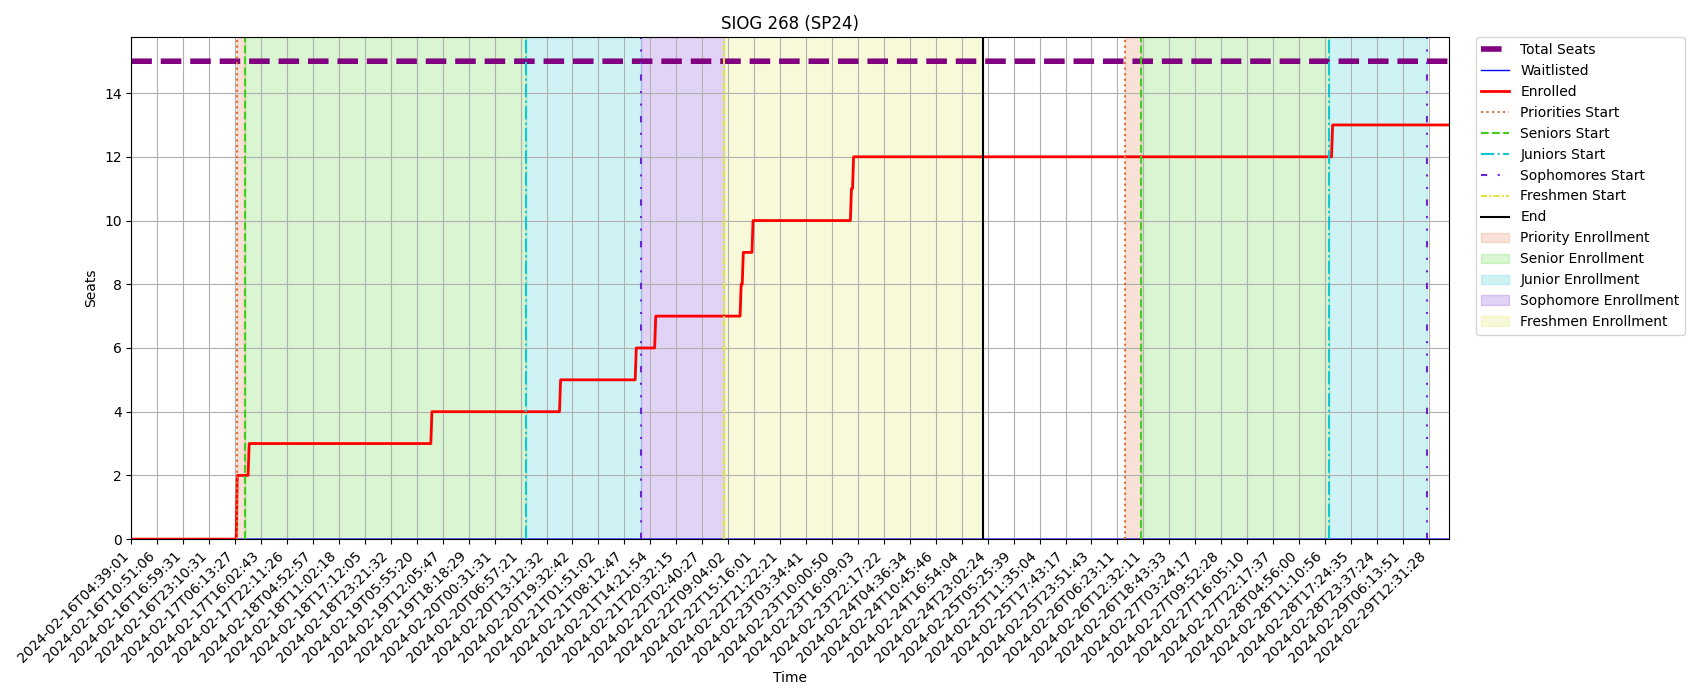 SIOG 268 (SP24)
Seats
14
12
10
8
6
4
2
0
2024-02-16T04:39:01
2024-02-16T10:51:06
2024-02-16T16:59:31
2024-02-16T23:10:31
2024-02-17T06:13:27
2024-02-17T16:02:43
2024-02-17T22:11:26
2024-02-18T04:52:57
2024-02-18T11:02:18
2024-02-18T17:12:05
2024-02-18T23:21:32
2024-02-19T05:55:20
2024-02-19T12:05:47
2024-02-19T18:18:29
2024-02-20T00:31:31
2024-02-20T06:57:21
2024-02-20T13:12:32
2024-02-20T19:32:42
2024-02-21T01:51:02
2024-02-21T08:12:47
2024-02-21T14:21:54
2024-02-21T20:32:15
2024-02-22T02:40:27
2024-02-22T09:04:02
2024-02-22T15:16:01
2024-02-22T21:22:21
2024-02-23T03:34:41
2024-02-23T10:00:50
2024-02-23T16:09:03
2024-02-23T22:17:22
2024-02-24T04:36:34
2024-02-24T10:45:46
2024-02-24T16:54:04
2024-02-24T23:02:24
2024-02-25T05:25:39
2024-02-25T11:35:04
2024-02-25T17:43:17
2024-02-25T23:51:43
2024-02-26T06:23:11
2024-02-26T12:32:11
2024-02-26T18:43:33
2024-02-27T03:24:17
2024-02-27T09:52:28
2024-02-27T16:05:10
2024-02-27T22:17:37
2024-02-28T04:56:00
2024-02-28T11:10:56
2024-02-28T17:24:35
2024-02-28T23:37:24
2024-02-29T06:13:51
2024-02-29T12:31:28
Time
Total Seats
Waitlisted
Enrolled
Priorities Start
Seniors Start
Juniors Start
Sophomores Start
Freshmen Start
End
Priority Enrollment
Senior Enrollment
Junior Enrollment
Sophomore Enrollment
Freshmen Enrollment